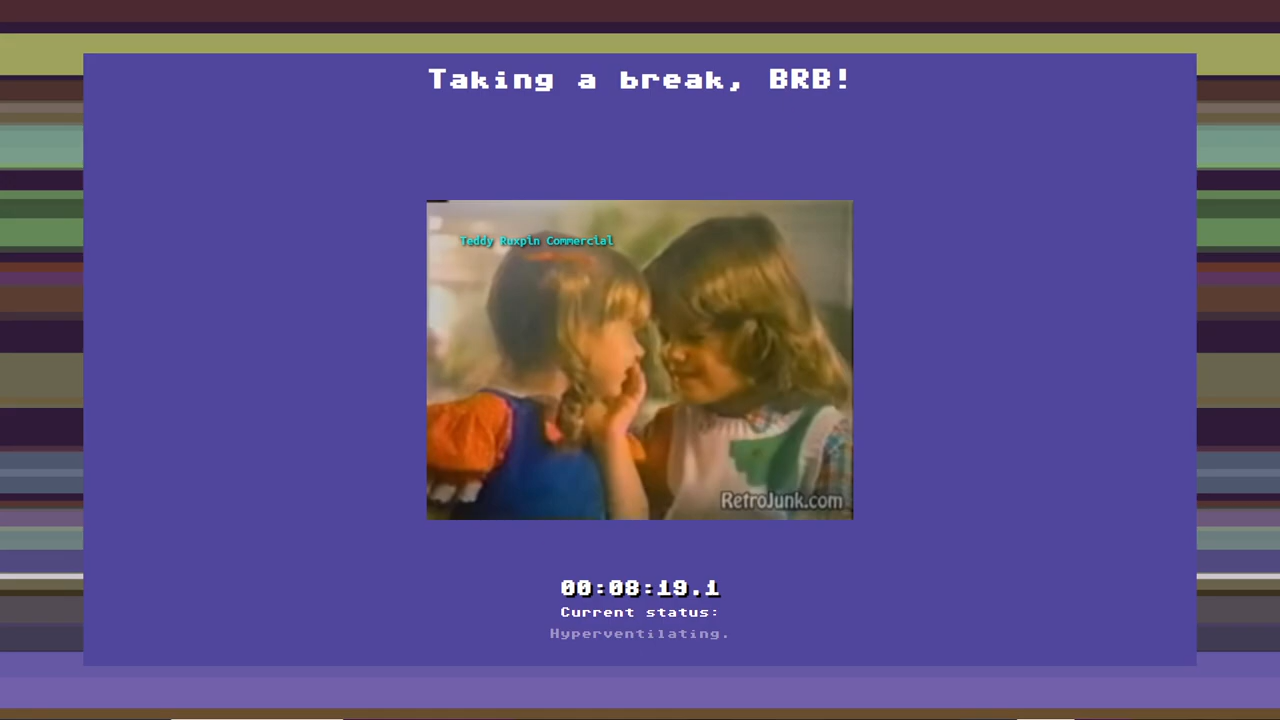 Taking a break, BRB!
Teddy Ruxpin Commercial
RetroJunk.com
00:08:19.1
Current status:
Hyperventilating.